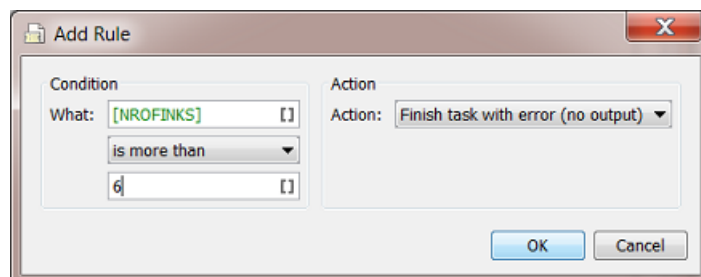 Add Rule
Condition
What: [NROFINKS] []
is more than
6 []
Action
Action: Finish task with error (no output)
OK Cancel